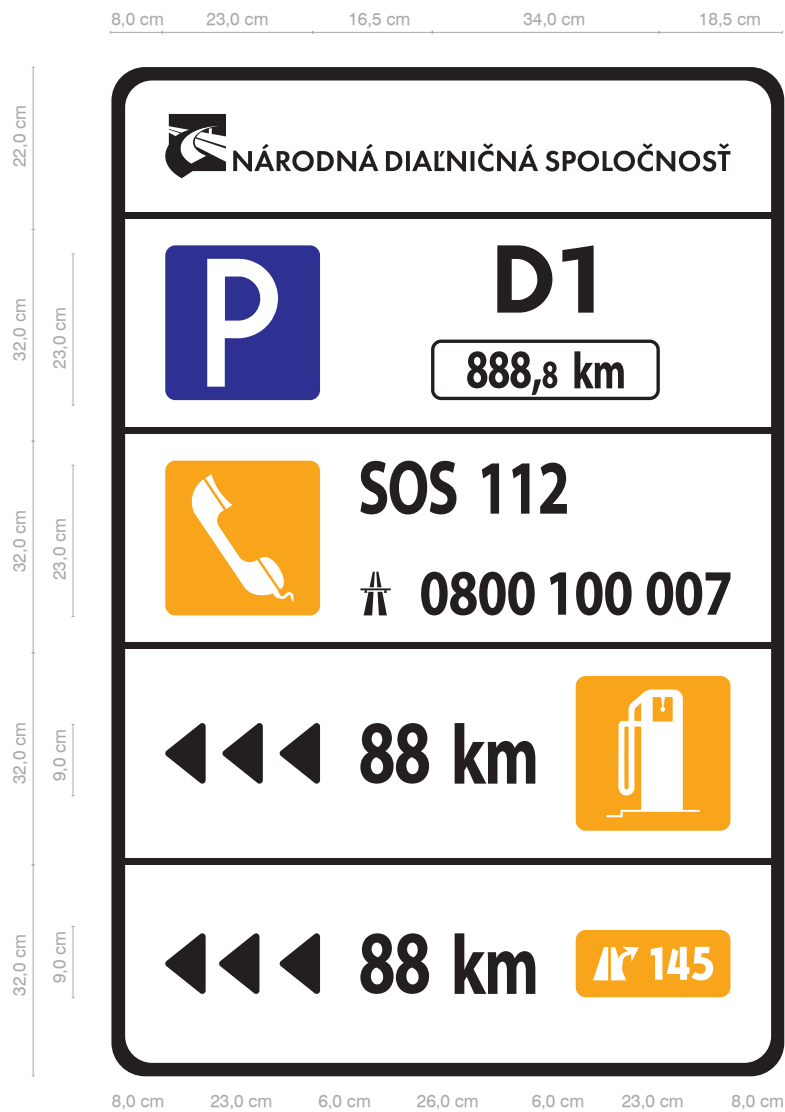 8,0 cm 23,0 cm 16,5 cm 34,0 cm 18,5 cm
22,0 cm
NÁRODNÁ DIAĽNIČNÁ SPOLOČNOSŤ
32,0 cm
23,0 cm
P
D1
888,8 km
32,0 cm
23,0 cm
SOS 112
0800 100 007
32,0 cm
9,0 cm
88 km
32,0 cm
9,0 cm
88 km
145
8,0 cm 23,0 cm 6,0 cm 26,0 cm 6,0 cm 23,0 cm 8,0 cm